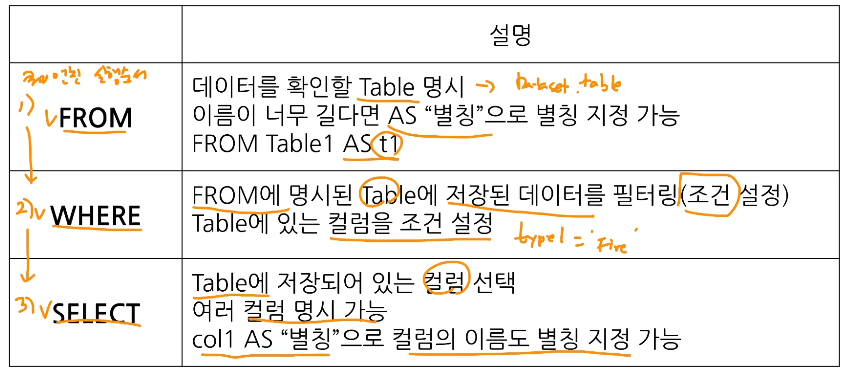 설명
쿼리 엔진 실행순서
1) ✓FROM
데이터를 확인할 Table 명시 → Dataset.table
이름이 너무 길다면 AS “별칭”으로 별칭 지정 가능
FROM Table1 AS t1
2) ✓WHERE
FROM에 명시된 Table에 저장된 데이터를 필터링(조건 설정)
Table에 있는 컬럼을 조건 설정
type1 = 'Fire'
3) ✓SELECT
Table에 저장되어 있는 컬럼 선택
여러 컬럼 명시 가능
col1 AS “별칭”으로 컬럼의 이름도 별칭 지정 가능